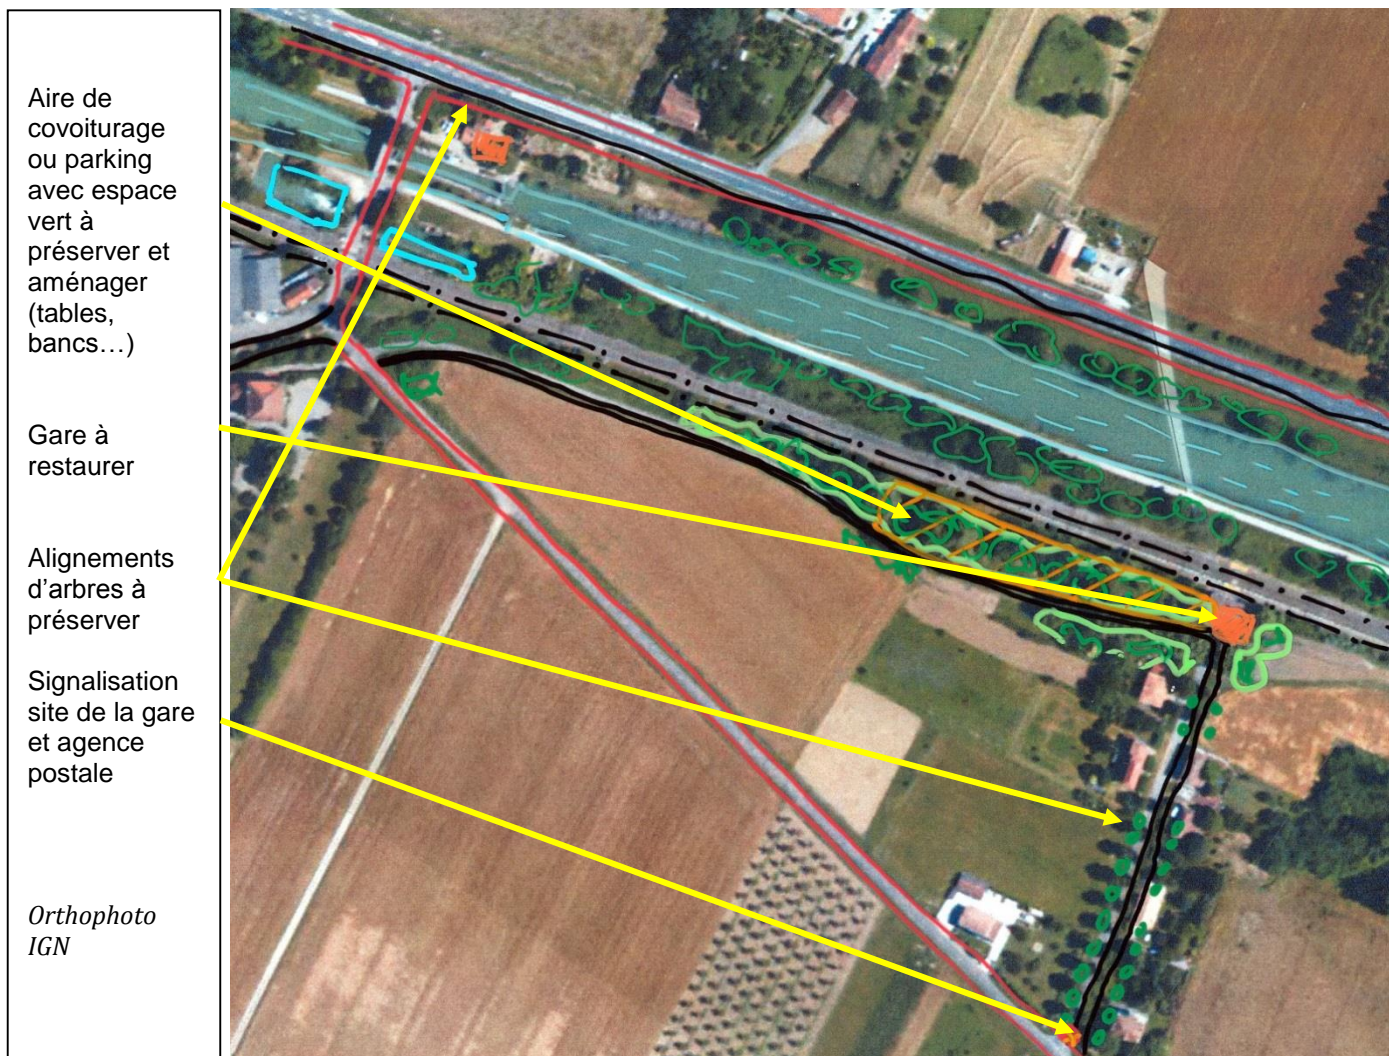 Aire de
covoiturage
ou parking
avec espace
vert à
préserver et
aménager
(tables,
bancs…)
Gare à
restaurer
Alignements
d’arbres à
préserver
Signalisation
site de la gare
et agence
postale
Orthophoto
IGN